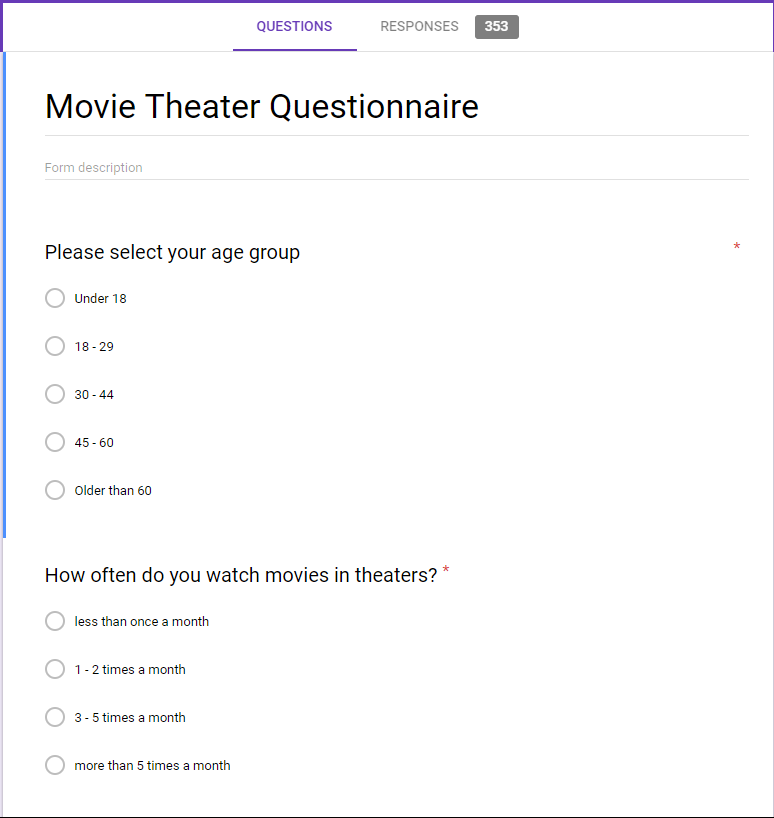 QUESTIONS RESPONSES 353
Movie Theater Questionnaire
Form description
Please select your age group *
Under 18
18 - 29
30 - 44
45 - 60
Older than 60
How often do you watch movies in theaters? *
less than once a month
1 - 2 times a month
3 - 5 times a month
more than 5 times a month